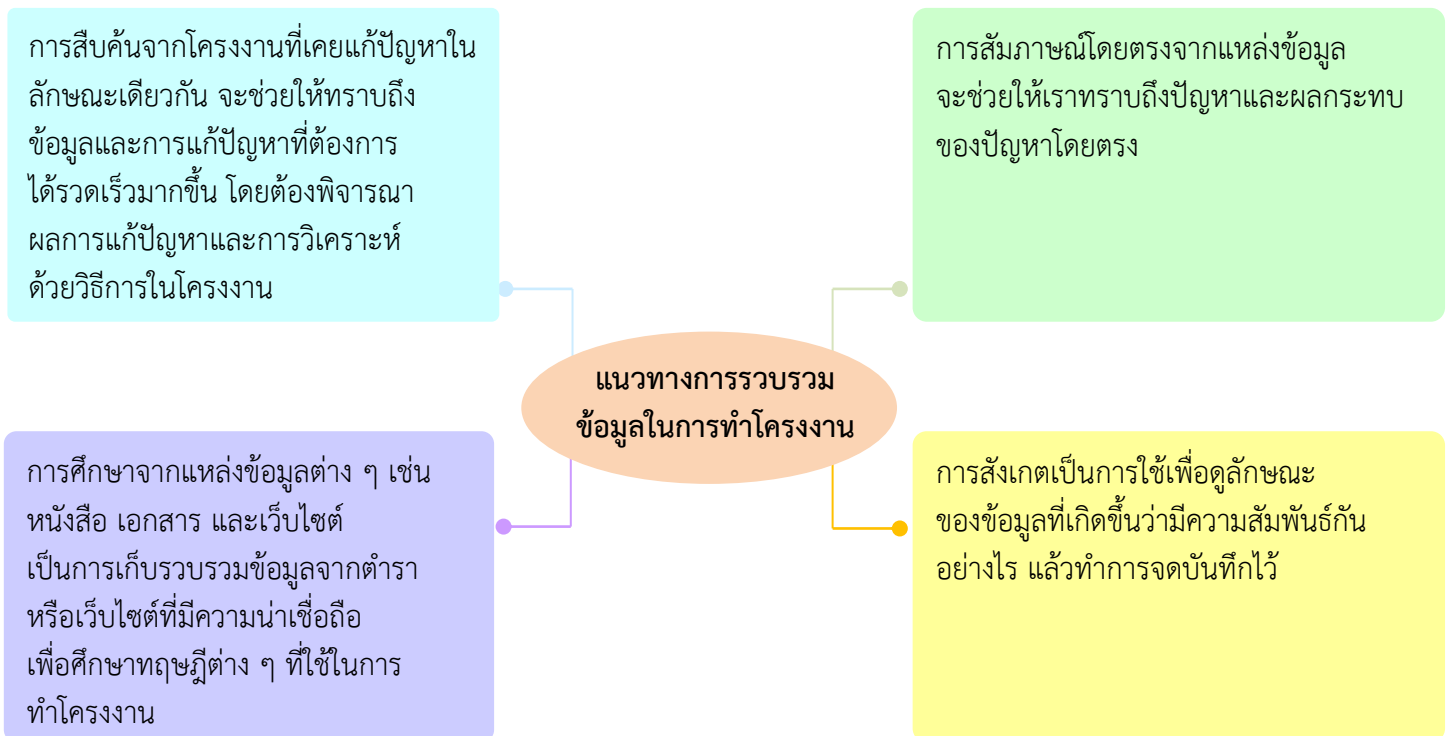 การสืบค้นจากโครงงานที่เคยแก้ปัญหาใน
ลักษณะเดียวกัน จะช่วยให้ทราบถึง
ข้อมูลและการแก้ปัญหาที่ต้องการ
ได้รวดเร็วมากขึ้น โดยต้องพิจารณา
ผลการแก้ปัญหาและการวิเคราะห์
ด้วยวิธีการในโครงงาน
การสัมภาษณ์โดยตรงจากแหล่งข้อมูล
จะช่วยให้เราทราบถึงปัญหาและผลกระทบ
ของปัญหาโดยตรง
แนวทางการรวบรวม
ข้อมูลในการทำโครงงาน
การศึกษาจากแหล่งข้อมูลต่าง ๆ เช่น
หนังสือ เอกสาร และเว็บไซต์
เป็นการเก็บรวบรวมข้อมูลจากตำรา
หรือเว็บไซต์ที่มีความน่าเชื่อถือ
เพื่อศึกษาทฤษฎีต่าง ๆ ที่ใช้ในการ
ทำโครงงาน
การสังเกตเป็นการใช้เพื่อดูลักษณะ
ของข้อมูลที่เกิดขึ้นว่ามีความสัมพันธ์กัน
อย่างไร แล้วทำการจดบันทึกไว้